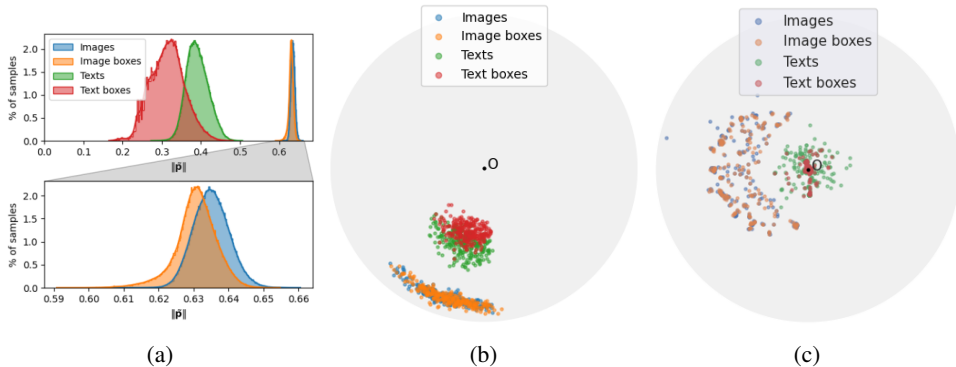 Images
Image boxes
Texts
Text boxes
% of samples
2.0
1.5
1.0
0.5
0.0
0.0 0.1 0.2 0.3 0.4 0.5 0.6
‖p̃‖
% of samples
2.0
1.5
1.0
0.5
0.0
0.59 0.60 0.61 0.62 0.63 0.64 0.65 0.66
‖p̃‖
(a)
Images
Image boxes
Texts
Text boxes
O
(b)
Images
Image boxes
Texts
Text boxes
O
(c)